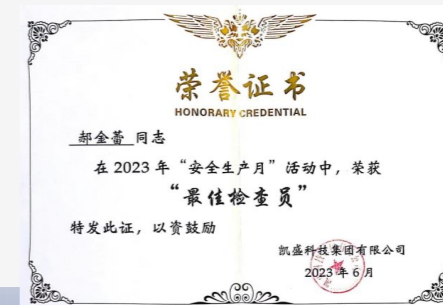 荣誉证书
HONORARY CREDENTIAL
郝金蕾 同志
在 2023 年“安全生产月”活动中，荣获
“最佳检查员”
特发此证，以资鼓励
凯盛科技集团有限公司
2023 年 6 月